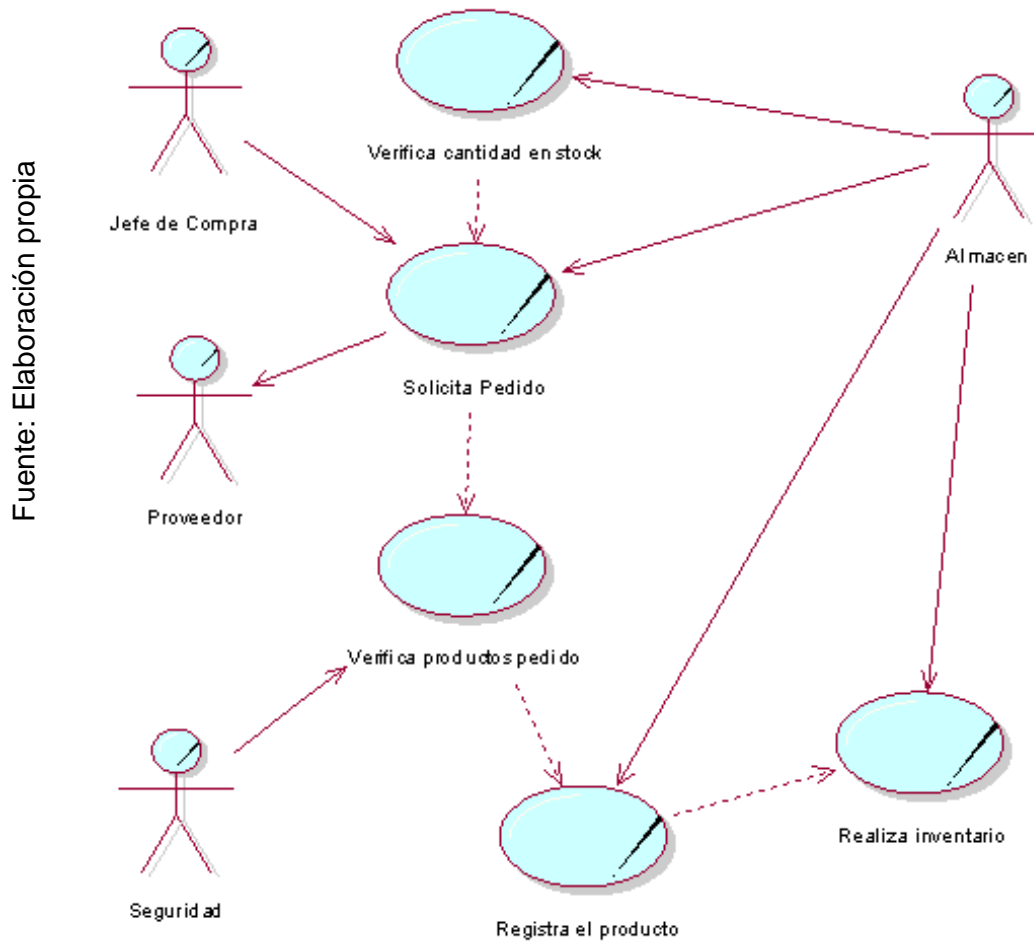 Fuente: Elaboración propia
Verifica cantidad en stock
Jefe de Compra
Almacen
Solicita Pedido
Proveedor
Verifica productos pedido
Realiza inventario
Seguridad
Registra el producto